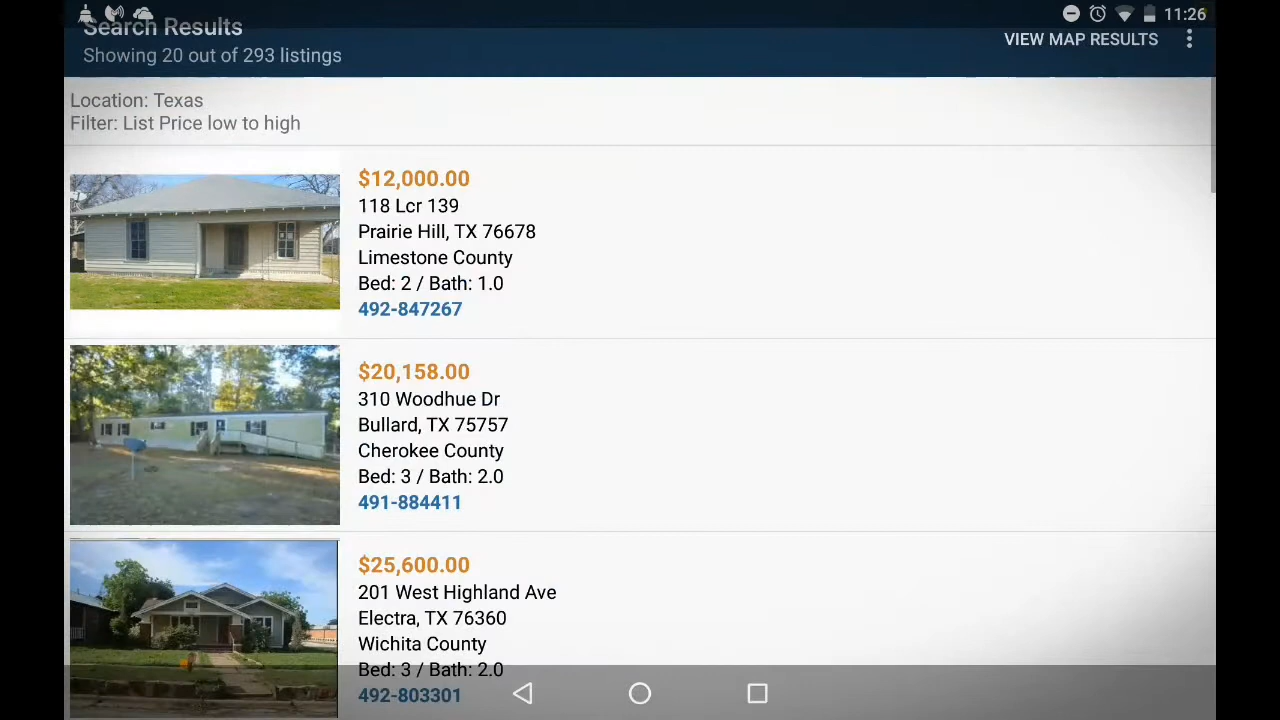 11:26
Search Results
Showing 20 out of 293 listings
VIEW MAP RESULTS
Location: Texas
Filter: List Price low to high
$12,000.00
118 Lcr 139
Prairie Hill, TX 76678
Limestone County
Bed: 2 / Bath: 1.0
492-847267
$20,158.00
310 Woodhue Dr
Bullard, TX 75757
Cherokee County
Bed: 3 / Bath: 2.0
491-884411
$25,600.00
201 West Highland Ave
Electra, TX 76360
Wichita County
Bed: 3 / Bath: 2.0
492-803301